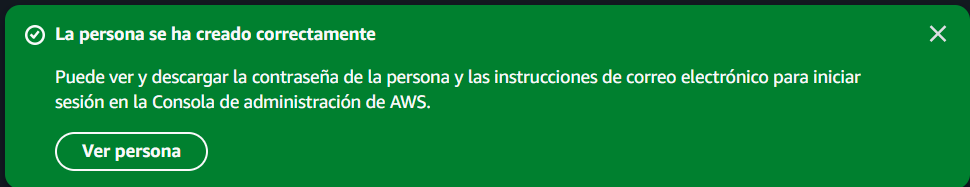 La persona se ha creado correctamente
Puede ver y descargar la contraseña de la persona y las instrucciones de correo electrónico para iniciar
sesión en la Consola de administración de AWS.
Ver persona